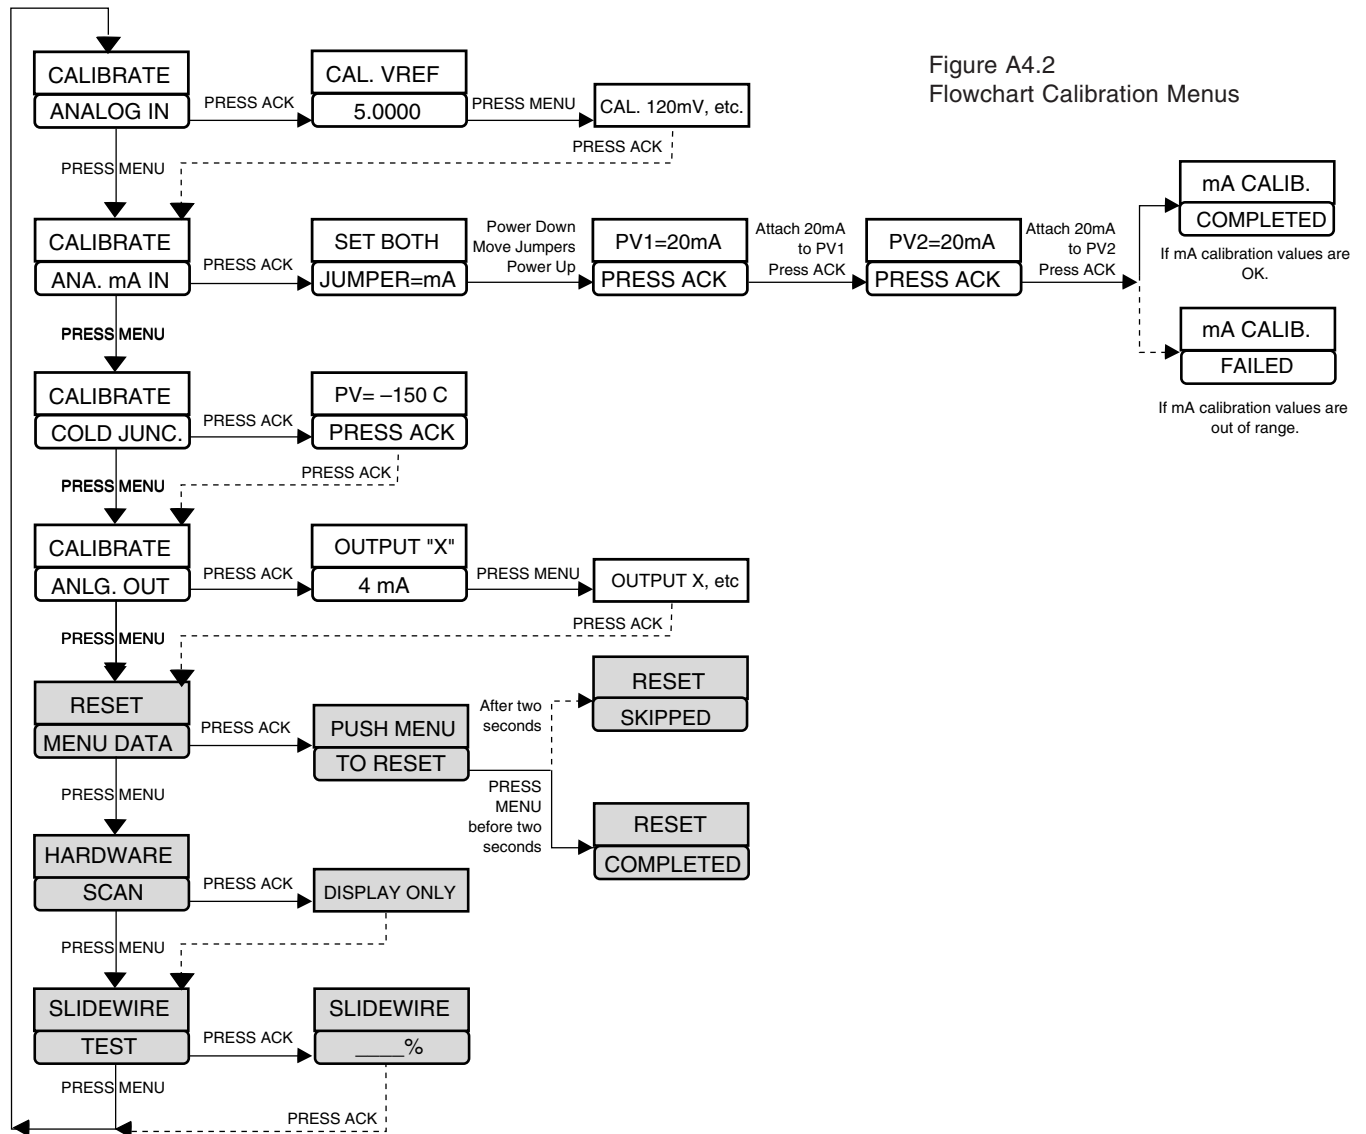 Figure A4.2
Flowchart Calibration Menus
CALIBRATE
ANALOG IN
PRESS ACK
CAL. VREF
5.0000
PRESS MENU
CAL. 120mV, etc.
PRESS ACK
PRESS MENU
CALIBRATE
ANA. mA IN
PRESS ACK
SET BOTH
JUMPER=mA
Power Down
Move Jumpers
Power Up
PV1=20mA
PRESS ACK
Attach 20mA
to PV1
Press ACK
PV2=20mA
PRESS ACK
Attach 20mA
to PV2
Press ACK
mA CALIB.
COMPLETED
If mA calibration values are
OK.
mA CALIB.
FAILED
If mA calibration values are
out of range.
PRESS MENU
CALIBRATE
COLD JUNC.
PRESS ACK
PV= –150 C
PRESS ACK
PRESS ACK
PRESS MENU
CALIBRATE
ANLG. OUT
PRESS ACK
OUTPUT "X"
4 mA
PRESS MENU
OUTPUT X, etc
PRESS ACK
PRESS MENU
RESET
MENU DATA
PRESS ACK
PUSH MENU
TO RESET
After two
seconds
RESET
SKIPPED
PRESS
MENU
before two
seconds
RESET
COMPLETED
PRESS MENU
HARDWARE
SCAN
PRESS ACK
DISPLAY ONLY
PRESS MENU
SLIDEWIRE
TEST
PRESS ACK
SLIDEWIRE
____%
PRESS MENU
PRESS ACK